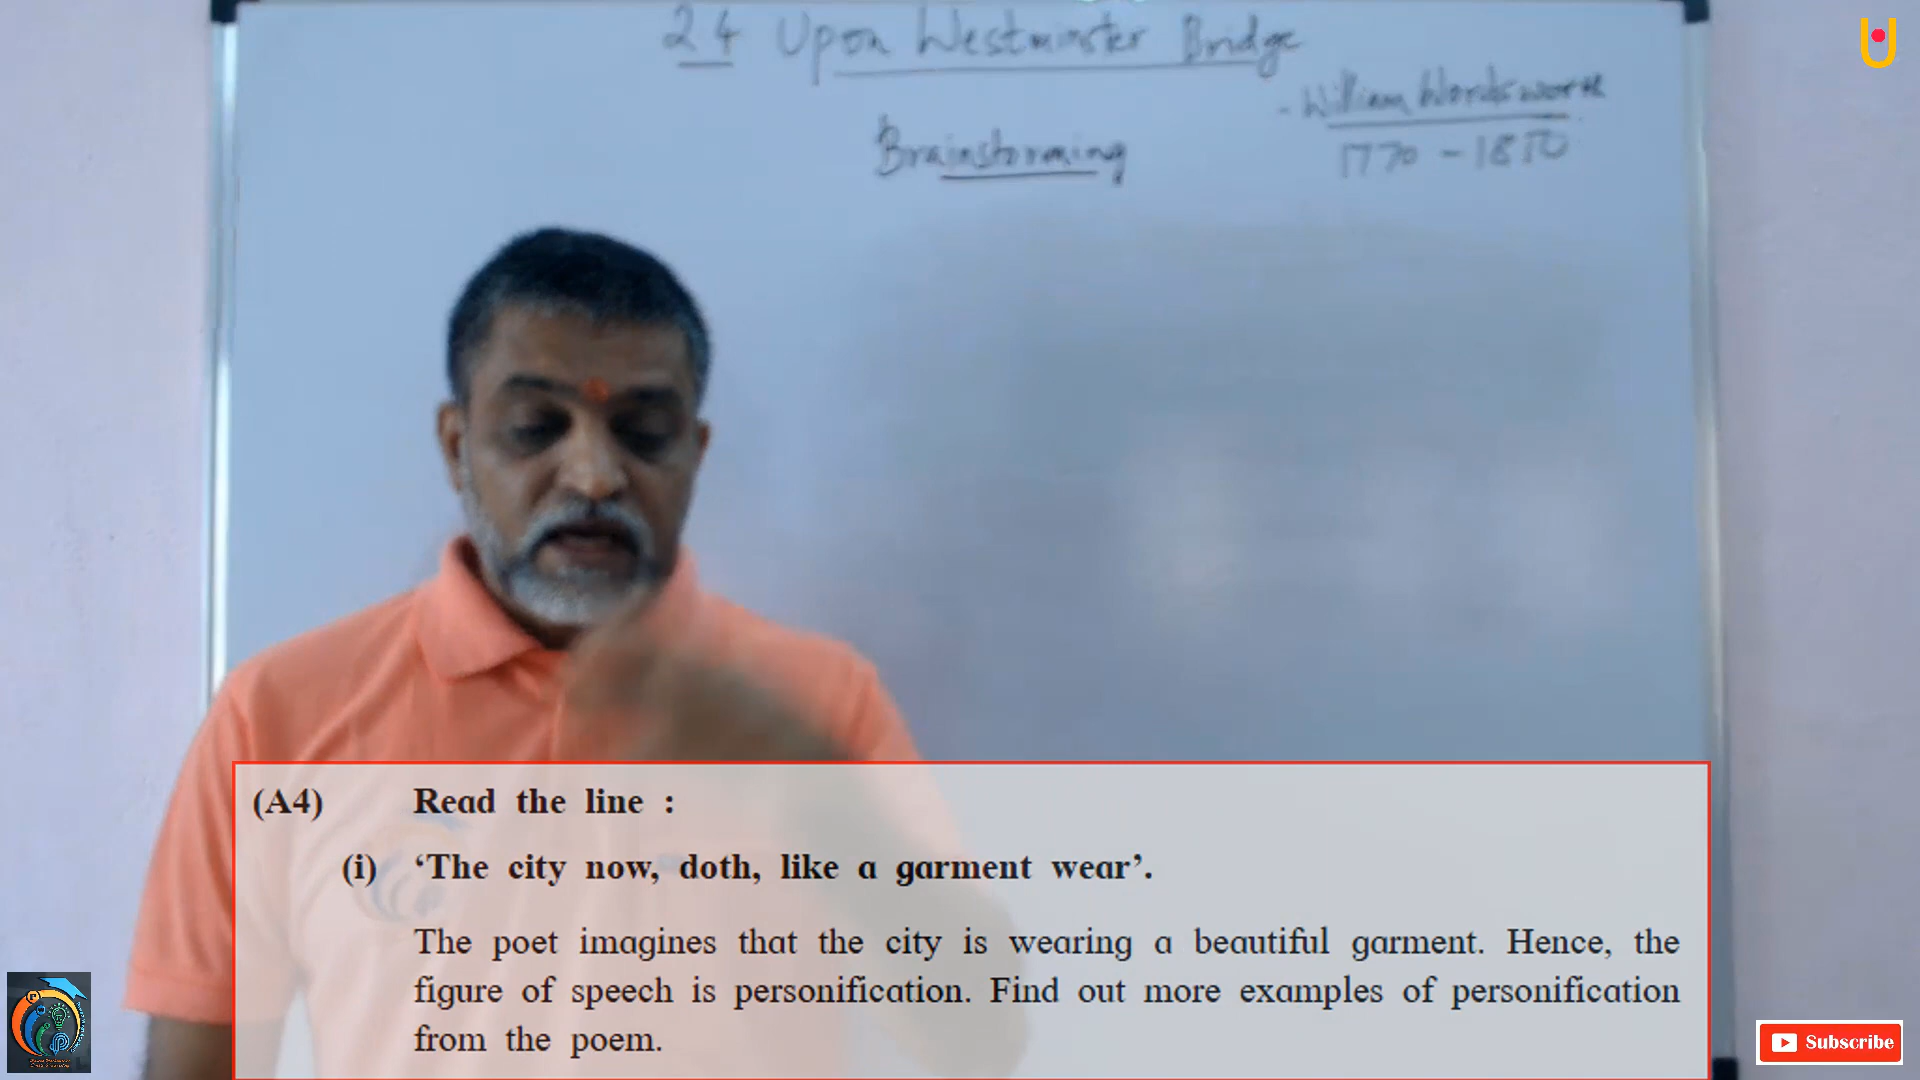 2.4 Upon Westminster Bridge
- William Wordsworth
1770 - 1850
Brainstorming
(A4) Read the line :
(i) ‘The city now, doth, like a garment wear’.
The poet imagines that the city is wearing a beautiful garment. Hence, the
figure of speech is personification. Find out more examples of personification
from the poem.
Subscribe